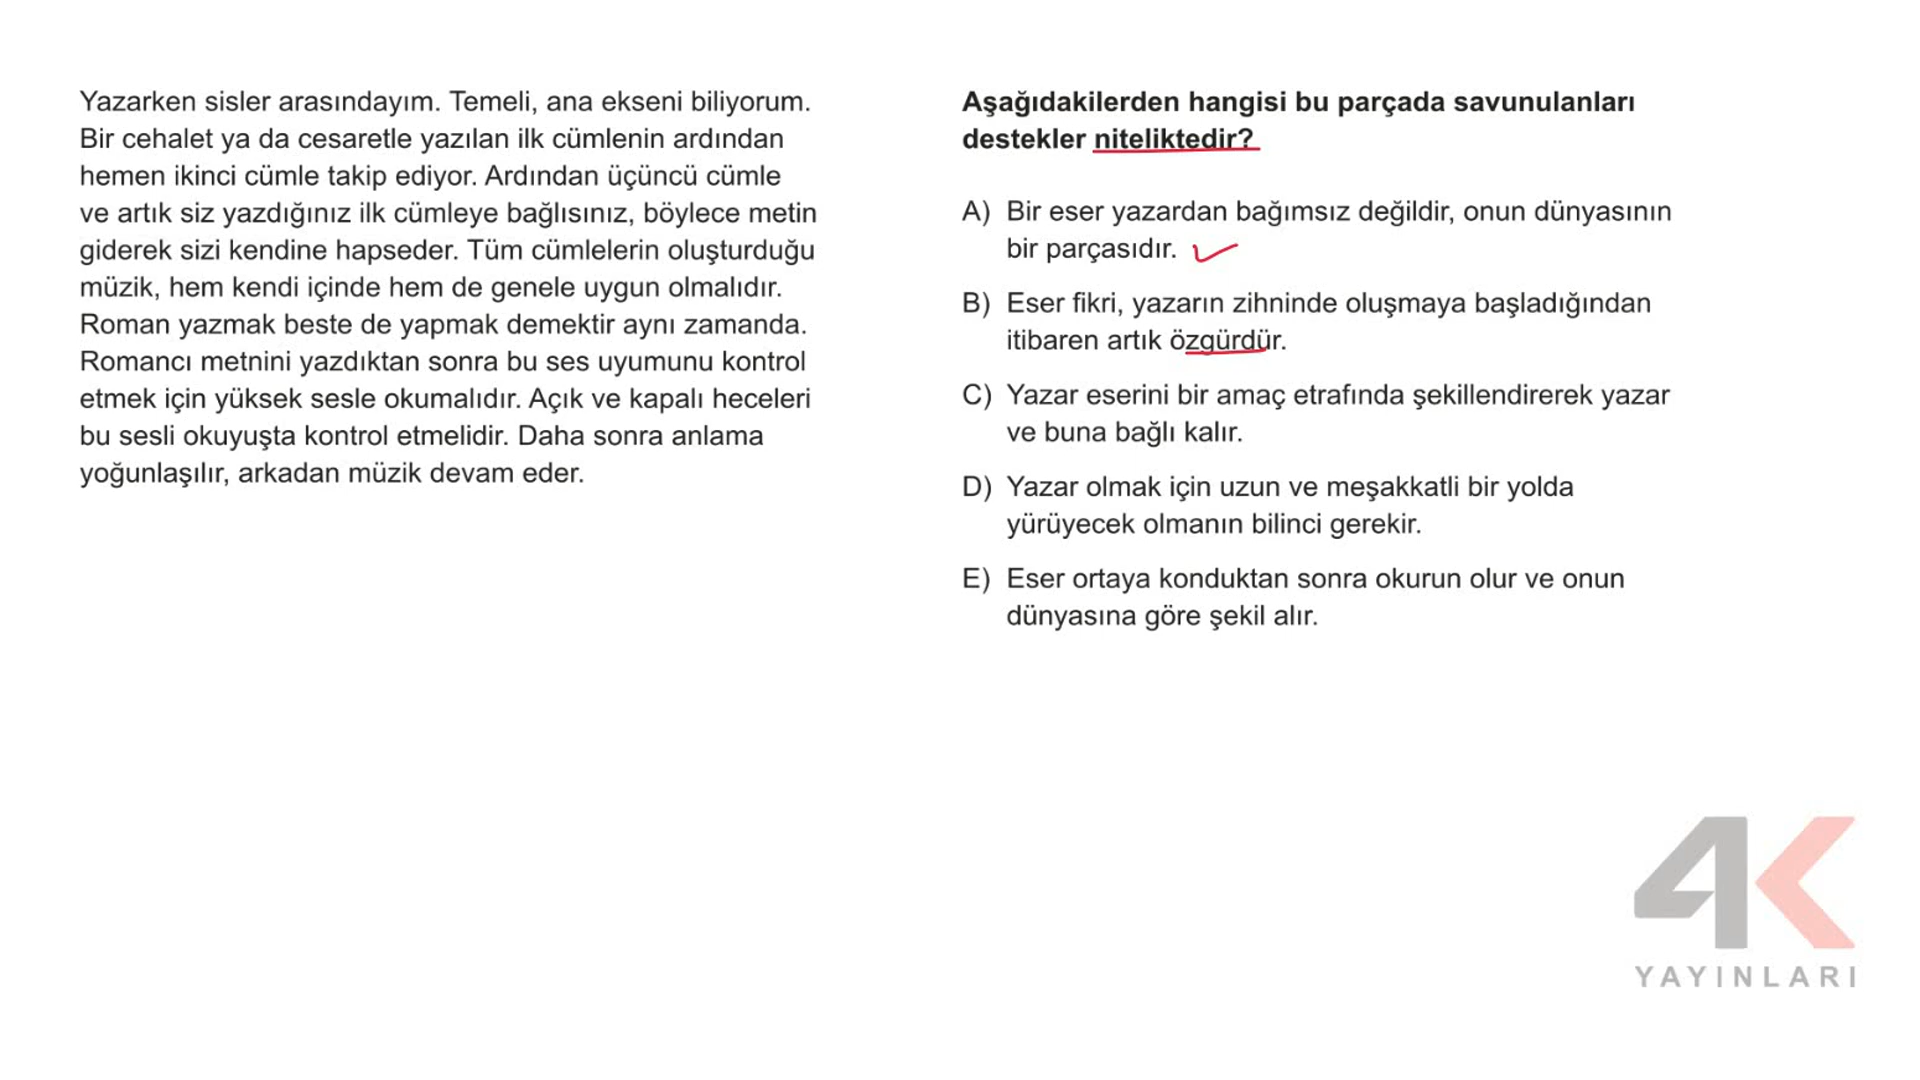 Yazarken sisler arasındayım. Temeli, ana ekseni biliyorum.
Bir cehalet ya da cesaretle yazılan ilk cümlenin ardından
hemen ikinci cümle takip ediyor. Ardından üçüncü cümle
ve artık siz yazdığınız ilk cümleye bağlısınız, böylece metin
giderek sizi kendine hapseder. Tüm cümlelerin oluşturduğu
müzik, hem kendi içinde hem de genele uygun olmalıdır.
Roman yazmak beste de yapmak demektir aynı zamanda.
Romancı metnini yazdıktan sonra bu ses uyumunu kontrol
etmek için yüksek sesle okumalıdır. Açık ve kapalı heceleri
bu sesli okuyuşta kontrol etmelidir. Daha sonra anlama
yoğunlaşılır, arkadan müzik devam eder.
Aşağıdakilerden hangisi bu parçada savunulanları
destekler niteliktedir?
A) Bir eser yazardan bağımsız değildir, onun dünyasının
bir parçasıdır.
B) Eser fikri, yazarın zihninde oluşmaya başladığından
itibaren artık özgürdür.
C) Yazar eserini bir amaç etrafında şekillendirerek yazar
ve buna bağlı kalır.
D) Yazar olmak için uzun ve meşakkatli bir yolda
yürüyecek olmanın bilinci gerekir.
E) Eser ortaya konduktan sonra okurun olur ve onun
dünyasına göre şekil alır.
4K
YAYINLARI